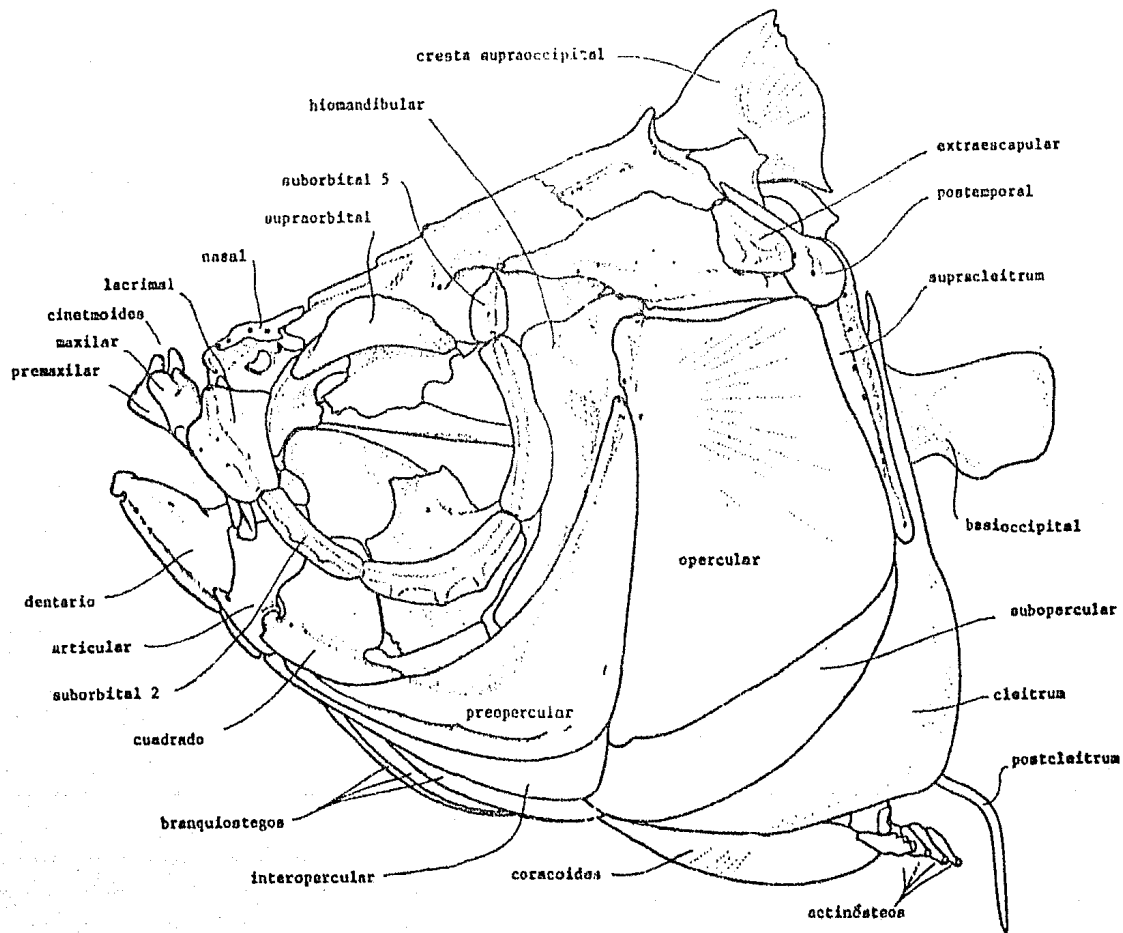 cresta supraoccipital
hiomandibular
extraescapular
suborbital 5
postemporal
supraorbital
nasal
supracleitrum
lacrimal
cinetmoides
maxilar
premaxilar
basioccipital
opercular
dentario
subopercular
articular
suborbital 2
cleitrum
preopercular
cuadrado
postcleitrum
branquiostegos
interopercular
coracoides
actinósteos